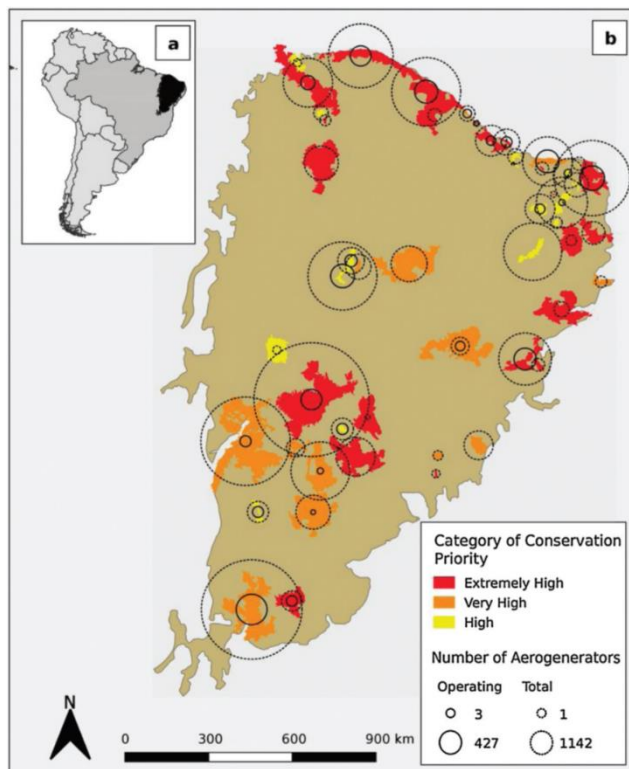 a
b
Category of Conservation
Priority
Extremely High
Very High
High
Number of Aerogenerators
Operating Total
3 1
427 1142
N
0 300 600 900 km